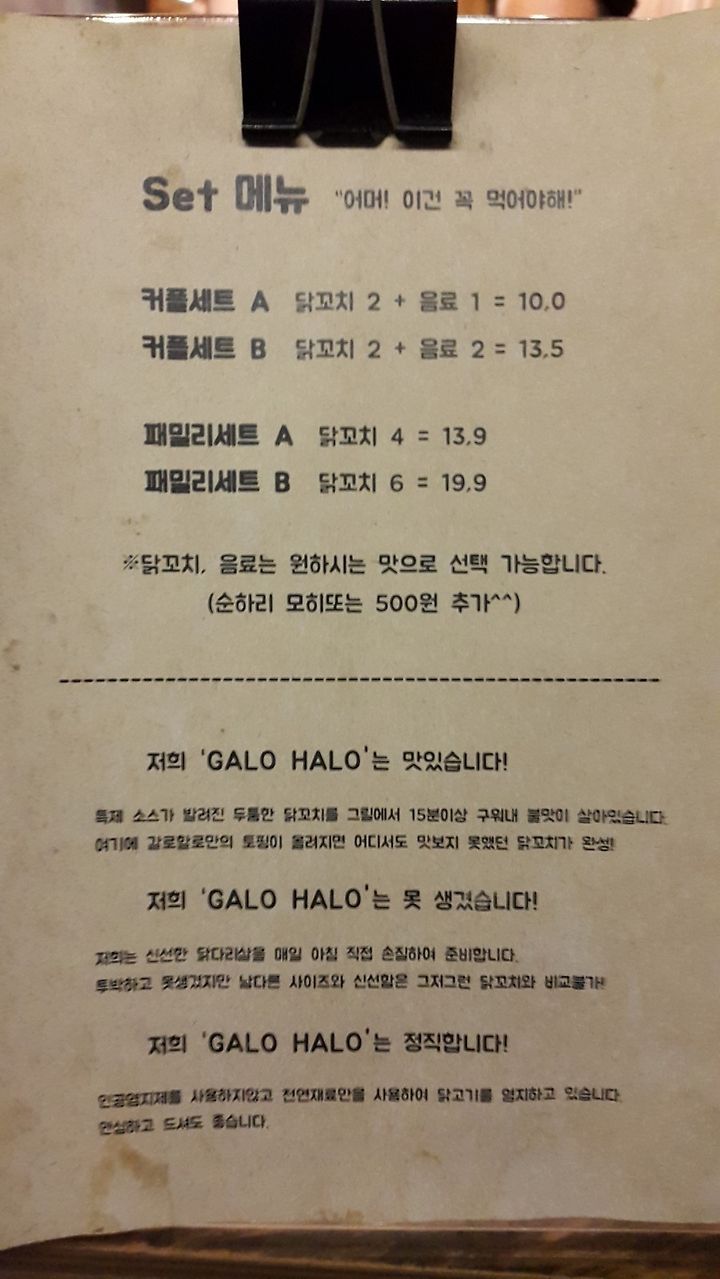 Set 메뉴 "어머! 이건 꼭 먹어야해!"
커플세트 A 닭꼬치 2 + 음료 1 = 10.0
커플세트 B 닭꼬치 2 + 음료 2 = 13.5
패밀리세트 A 닭꼬치 4 = 13.9
패밀리세트 B 닭꼬치 6 = 19.9
※닭꼬치, 음료는 원하시는 맛으로 선택 가능합니다.
(순하리 모히또는 500원 추가^^)
저희 'GALO HALO'는 맛있습니다!
특제 소스가 발려진 두툼한 닭꼬치를 그릴에서 15분이상 구워내 불맛이 살아있습니다.
여기에 갈로할로만의 토핑이 올려지면 어디서도 맛보지 못했던 닭꼬치가 완성!
저희 'GALO HALO'는 못 생겼습니다!
저희는 신선한 닭다리살을 매일 아침 직접 손질하여 준비합니다.
투박하고 못생겼지만 남다른 사이즈와 신선함은 그저그런 닭꼬치와 비교불가!
저희 'GALO HALO'는 정직합니다!
인공염지제를 사용하지않고 천연재료만을 사용하여 닭고기를 염지하고 있습니다.
안심하고 드셔도 좋습니다.